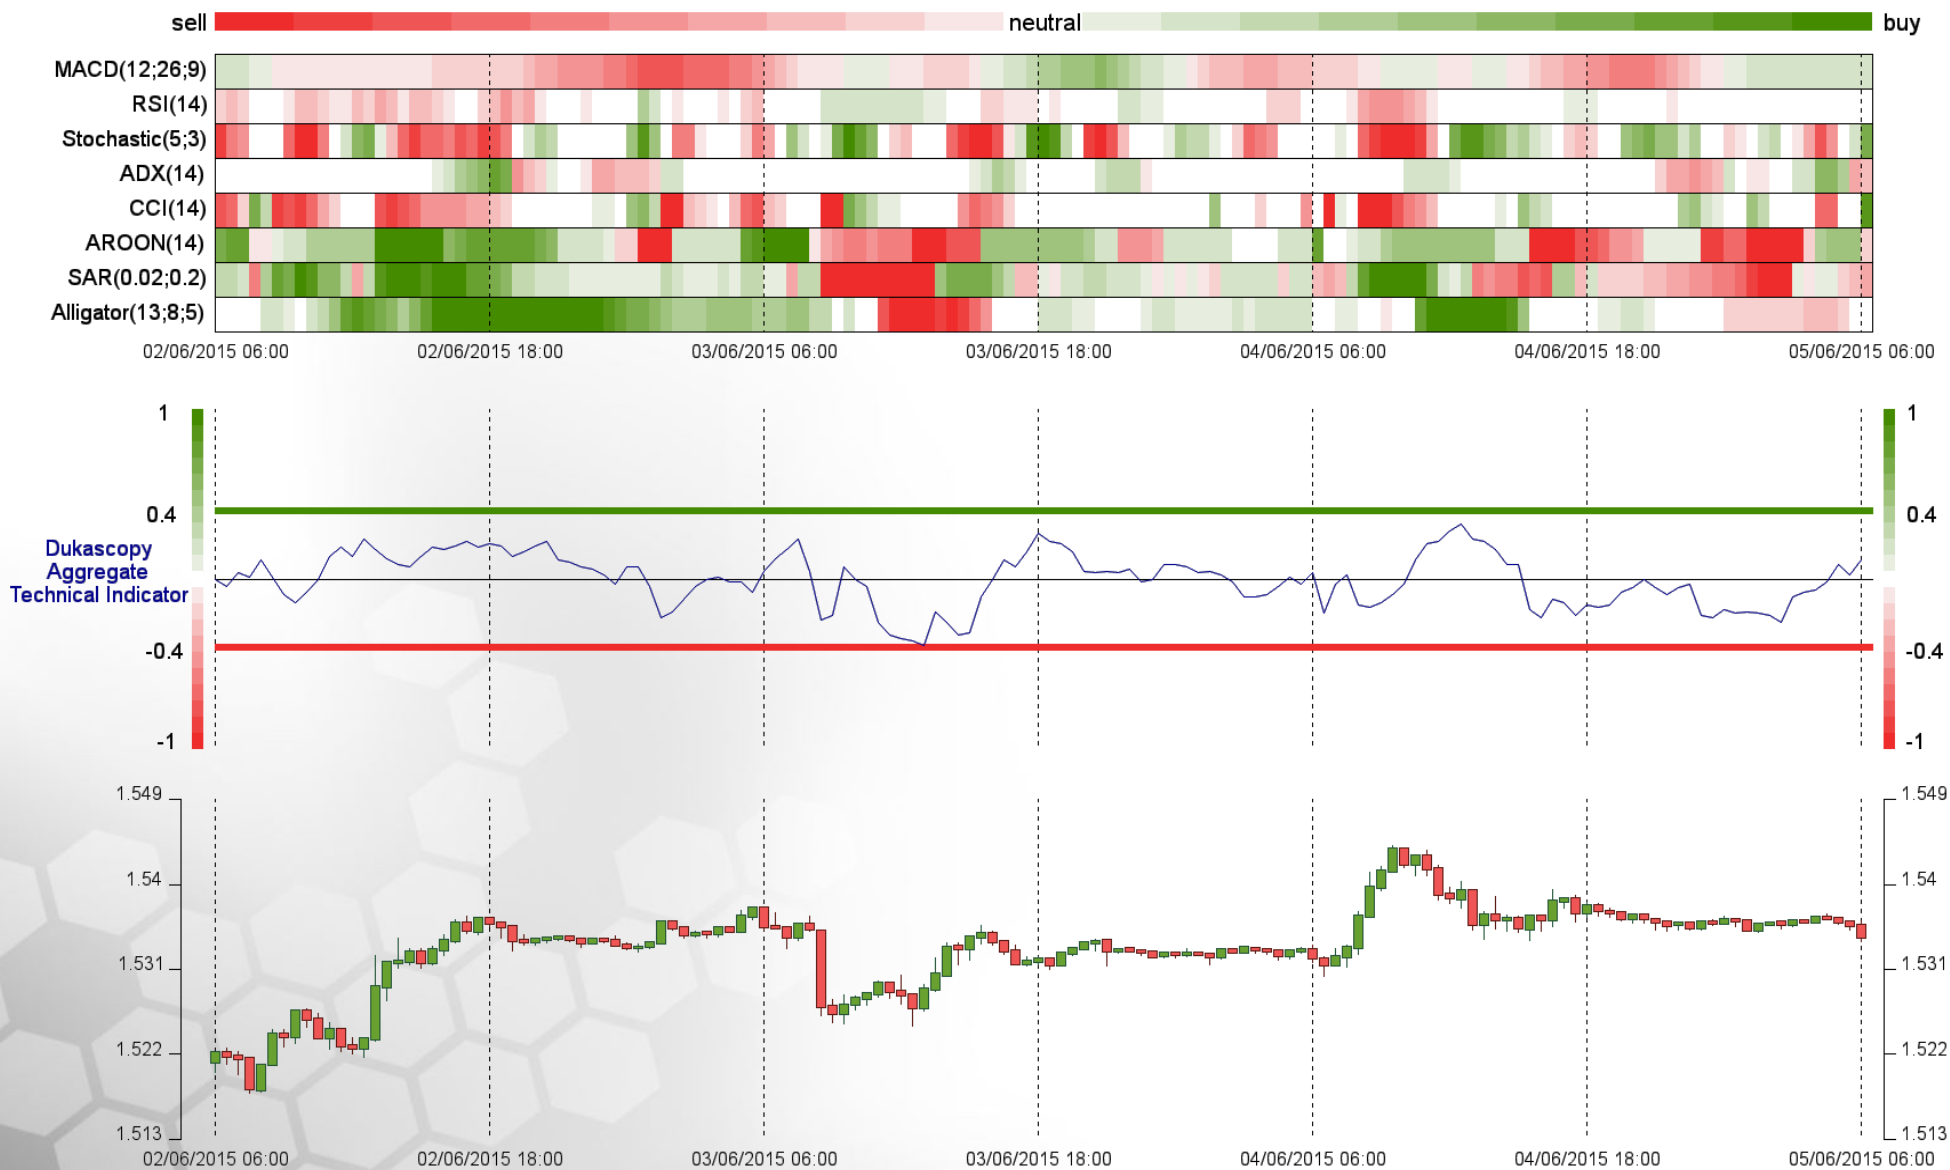 sell neutral buy
MACD(12;26;9)
RSI(14)
Stochastic(5;3)
ADX(14)
CCI(14)
AROON(14)
SAR(0.02;0.2)
Alligator(13;8;5)
02/06/2015 06:00 02/06/2015 18:00 03/06/2015 06:00 03/06/2015 18:00 04/06/2015 06:00 04/06/2015 18:00 05/06/2015 06:00
1 1
0.4 0.4
Dukascopy
Aggregate
Technical Indicator
-0.4 -0.4
-1 -1
1.549 1.549
1.54 1.54
1.531 1.531
1.522 1.522
1.513 1.513
02/06/2015 06:00 02/06/2015 18:00 03/06/2015 06:00 03/06/2015 18:00 04/06/2015 06:00 04/06/2015 18:00 05/06/2015 06:00